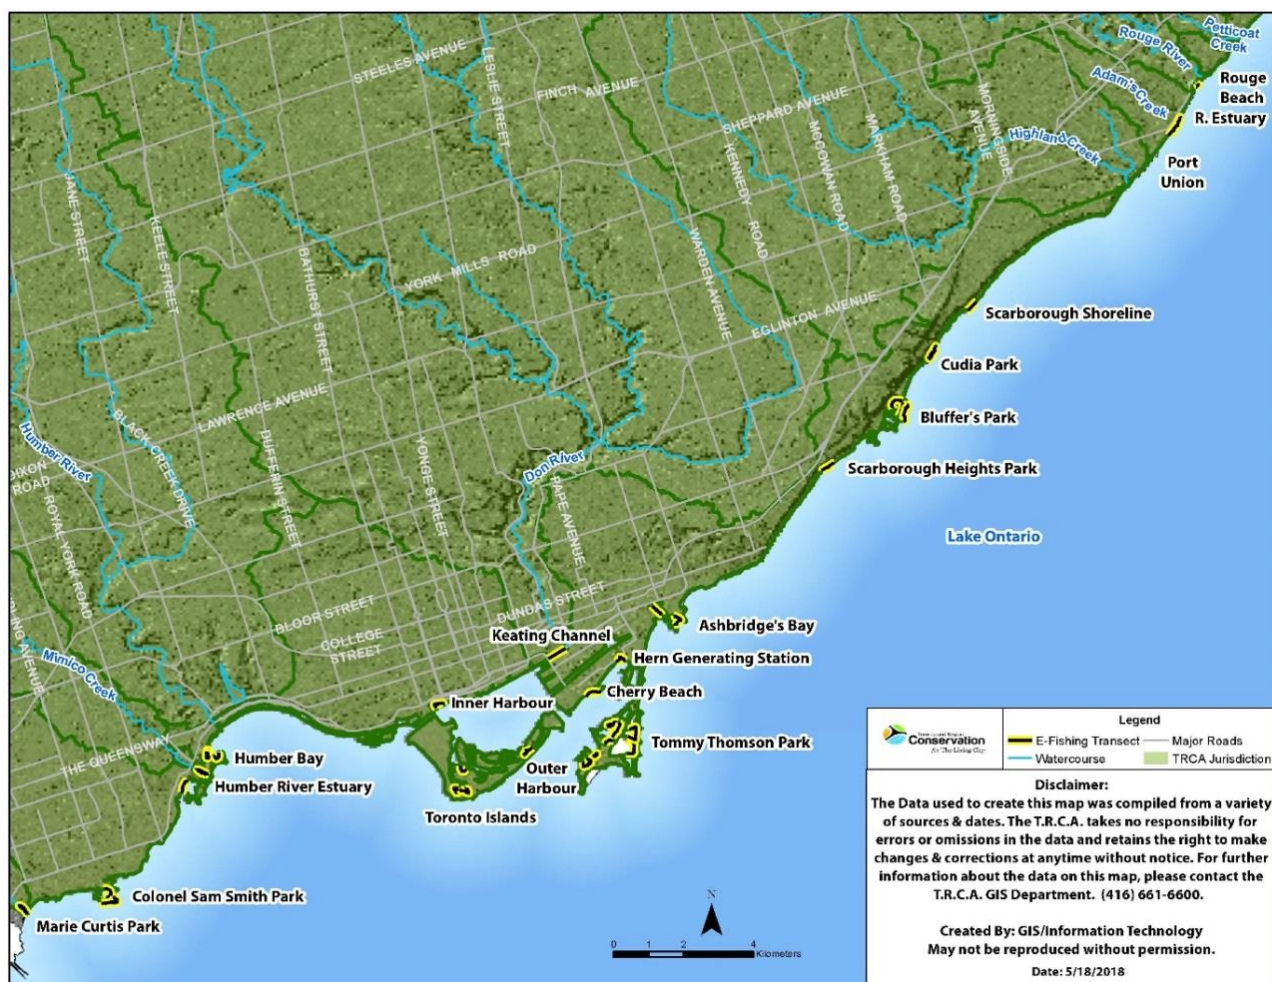 Petticoat
Creek
Rouge
River
Adam's Creek
Rouge
Beach
R. Estuary
STEELES AVENUE
LESLIE STREET
FINCH AVENUE
SHEPPARD AVENUE
KENNEDY
ROAD
MCCOWAN ROAD
MARKHAM ROAD
MORNINGSIDE
AVENUE
Highland
Creek
Port
Union
JANE STREET
KEELE STREET
BATHURST STREET
YORK MILLS ROAD
WARDEN AVENUE
EGLINTON AVENUE
Scarborough Shoreline
Cudia Park
Bluffer's Park
Scarborough Heights Park
Lake Ontario
LAWRENCE AVENUE
BLACK CREEK DRIVE
DUFFERIN STREET
YONGE STREET
Don River
PAPE AVENUE
Humber
River
DIXON
ROAD
ROYAL YORK ROAD
BLOOR STREET
COLLEGE
STREET
DUNDAS STREET
Mimico
Creek
AVENUE
THE QUEENSWAY
Keating Channel
Ashbridge's Bay
Hern Generating Station
Inner Harbour
Cherry Beach
Tommy Thomson Park
Outer
Harbour
Toronto Islands
Humber Bay
Humber River Estuary
Colonel Sam Smith Park
Marie Curtis Park
N
0 1 2 4
Kilometers
Conservation
for The Living City
Legend
E-Fishing Transect
Major Roads
Watercourse
TRCA Jurisdiction
Disclaimer:
The Data used to create this map was compiled from a variety
of sources & dates. The T.R.C.A. takes no responsibility for
errors or omissions in the data and retains the right to make
changes & corrections at anytime without notice. For further
information about the data on this map, please contact the
T.R.C.A. GIS Department. (416) 661-6600.
Created By: GIS/Information Technology
May not be reproduced without permission.
Date: 5/18/2018